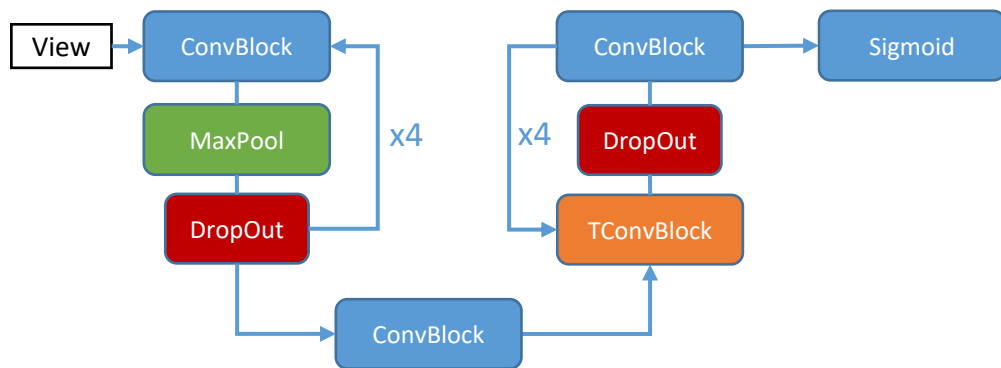 View
ConvBlock
ConvBlock
Sigmoid
MaxPool
x4
x4
DropOut
DropOut
TConvBlock
ConvBlock